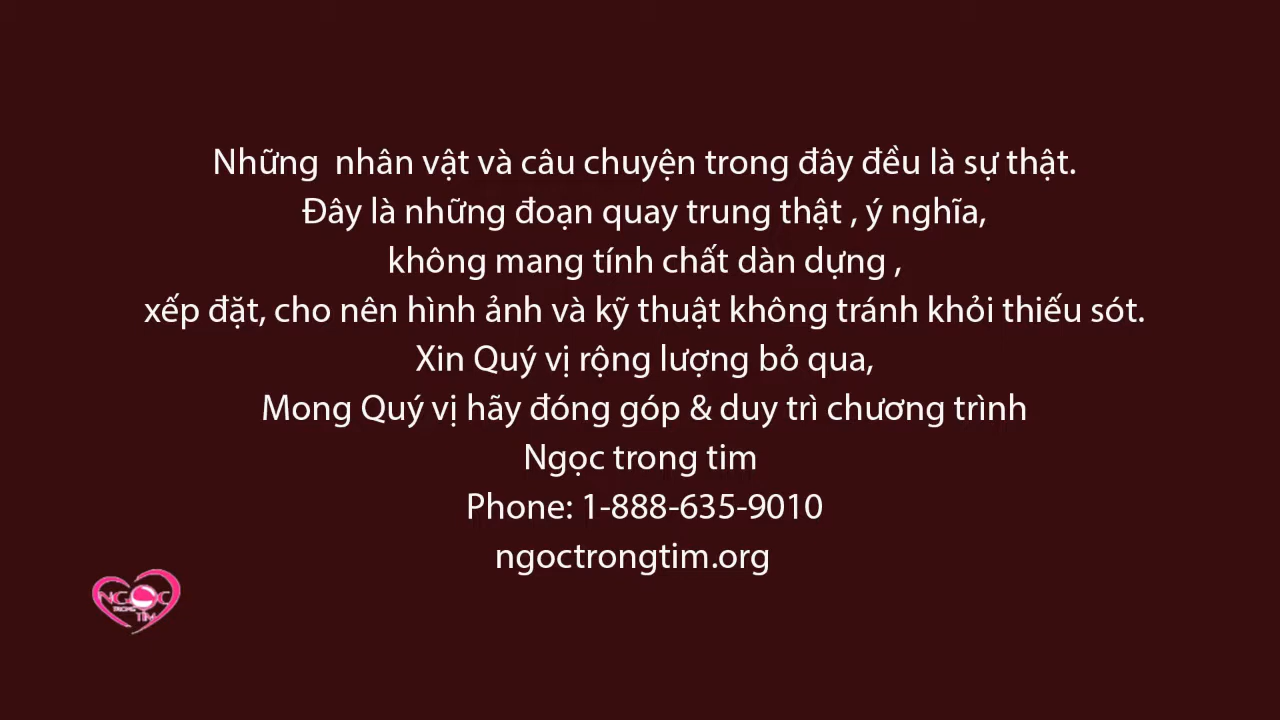 Những  nhân vật và câu chuyện trong đây đều là sự thật.
Đây là những đoạn quay trung thật , ý nghĩa,
không mang tính chất dàn dựng ,
xếp đặt, cho nên hình ảnh và kỹ thuật không tránh khỏi thiếu sót.
Xin Quý vị rộng lượng bỏ qua,
Mong Quý vị hãy đóng góp & duy trì chương trình
Ngọc trong tim
Phone: 1-888-635-9010
ngoctrongtim.org
NGỌC
TRONG
TIM